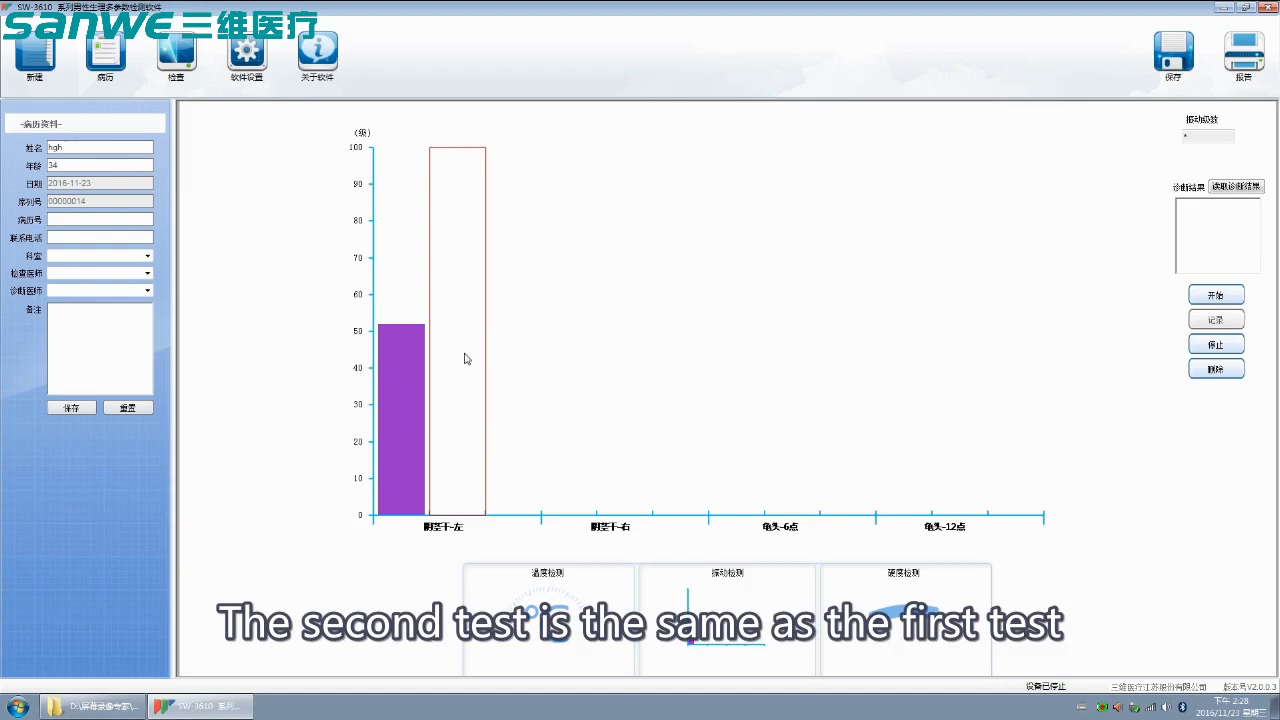 SW-3610 系列男性生理多参数检测软件
sanwe 三维医疗
新建
病历
检查
软件设置
关于软件
保存
报告
-病历资料-
姓名 hgh
年龄 34
日期 2016-11-23
序列号 00000014
病历号
联系电话
科室
检查医师
诊断医师
备注
保存 重置
(级)
100
90
80
70
60
50
40
30
20
10
0
阴茎干-左 阴茎干-右 龟头-6点 龟头-12点
振动级数
*
诊断结果 读取诊断结果
开始
记录
停止
删除
温度检测 振动检测 硬度检测
℃
The second test is the same as the first test
设备已停止 三维医疗江苏股份有限公司 版本号V2.0.0.3
D:\屏幕录像专家\... SW-3610 系列...
下午 2:28
2016/11/23 星期三